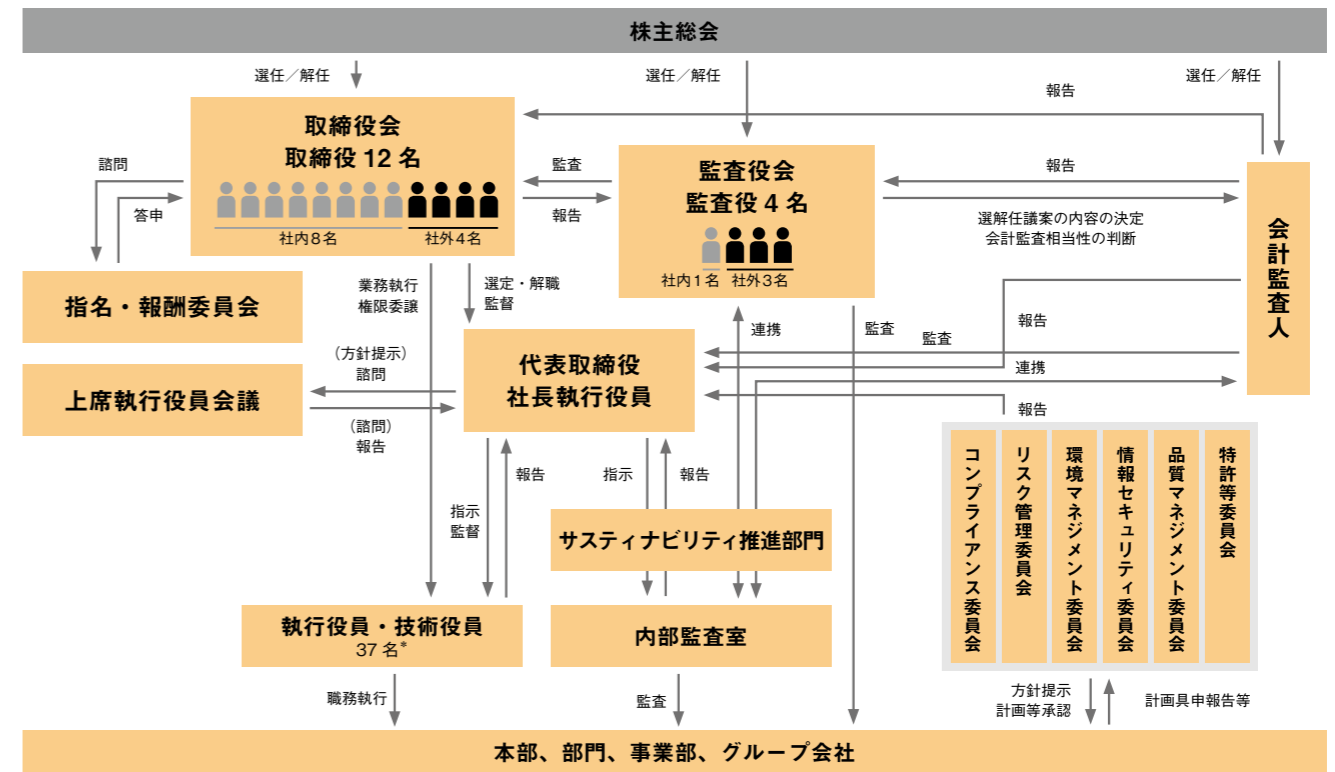 株主総会
選任／解任
選任／解任
選任／解任
報告
取締役会
取締役 12 名
社内8名
社外4名
諮問
答申
監査
報告
監査役会
監査役 4 名
社内1名
社外3名
報告
選解任議案の内容の決定
会計監査相当性の判断
会計監査人
指名・報酬委員会
業務執行
権限委譲
選定・解職
監督
連携
監査
報告
監査
連携
報告
（方針提示）
諮問
上席執行役員会議
（諮問）
報告
代表取締役
社長執行役員
指示
監督
報告
指示
報告
サスティナビリティ推進部門
コンプライアンス委員会
リスク管理委員会
環境マネジメント委員会
情報セキュリティ委員会
品質マネジメント委員会
特許等委員会
執行役員・技術役員
37 名*
内部監査室
職務執行
監査
方針提示
計画等承認
計画具申報告等
本部、部門、事業部、グループ会社